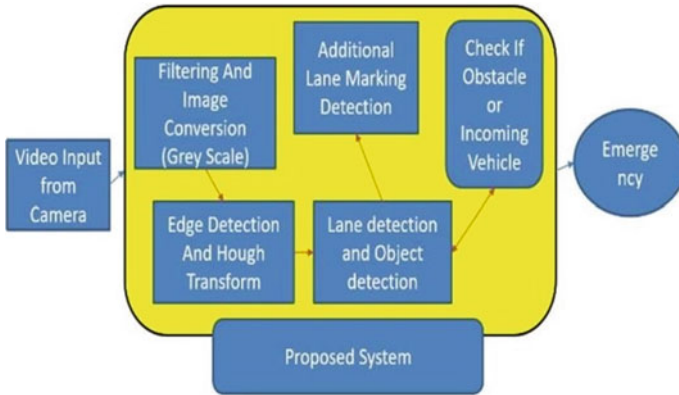 Video Input
from
Camera
Filtering And
Image
Conversion
(Grey Scale)
Edge Detection
And Hough
Transform
Lane detection
and Object
detection
Additional
Lane Marking
Detection
Check If
Obstacle
or
Incoming
Vehicle
Emerge
ncy
Proposed System